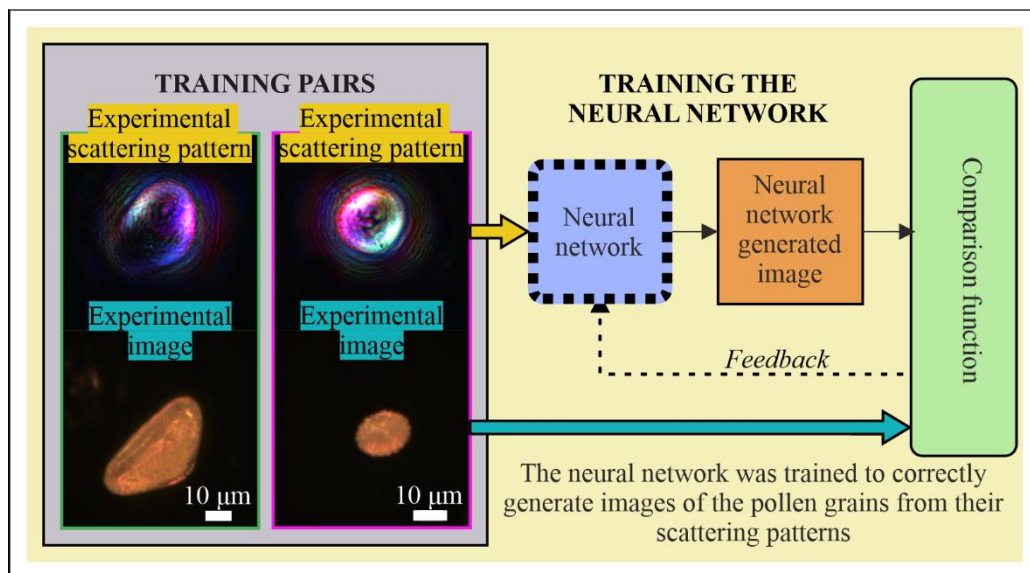 TRAINING PAIRS
Experimental
scattering pattern
Experimental
scattering pattern
Experimental
image
Experimental
image
10 μm
10 μm
TRAINING THE
NEURAL NETWORK
Neural
network
Neural
network
generated
image
Comparison function
Feedback
The neural network was trained to correctly
generate images of the pollen grains from their
scattering patterns